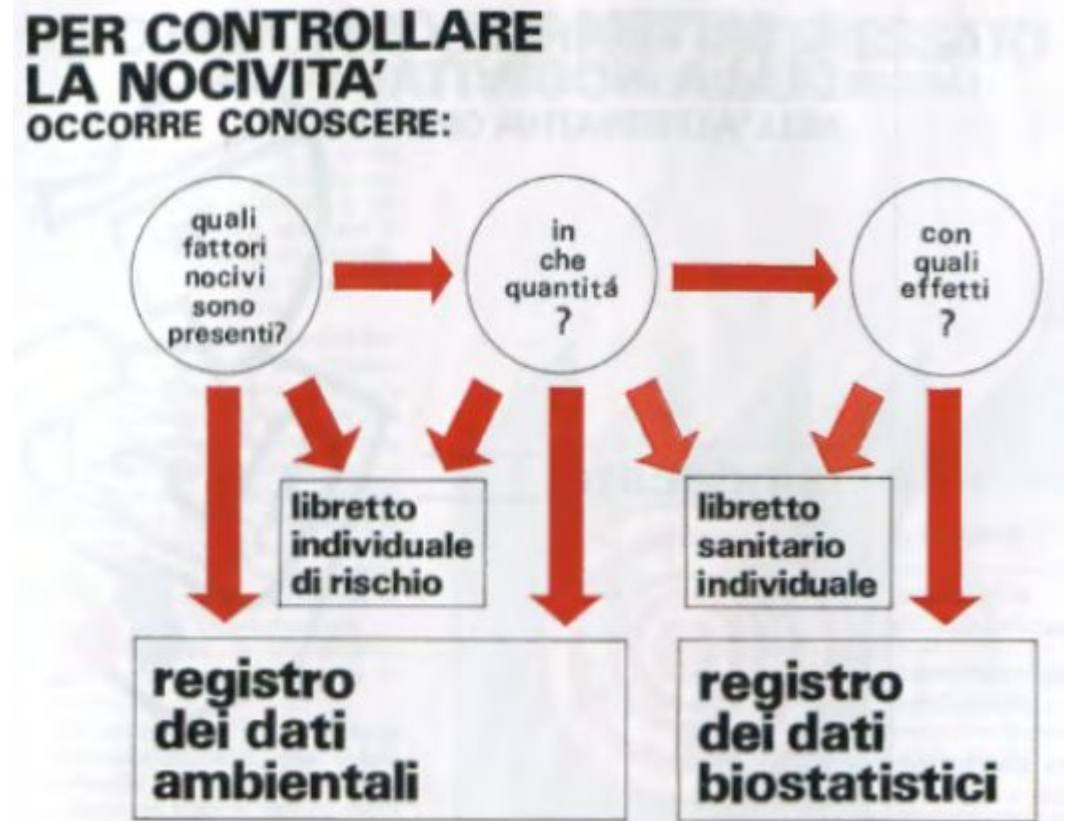 PER CONTROLLARE
LA NOCIVITA'
OCCORRE CONOSCERE:
quali
fattori
nocivi
sono
presenti?
in
che
quantitá
?
con
quali
effetti
?
libretto
individuale
di rischio
libretto
sanitario
individuale
registro
dei dati
ambientali
registro
dei dati
biostatistici